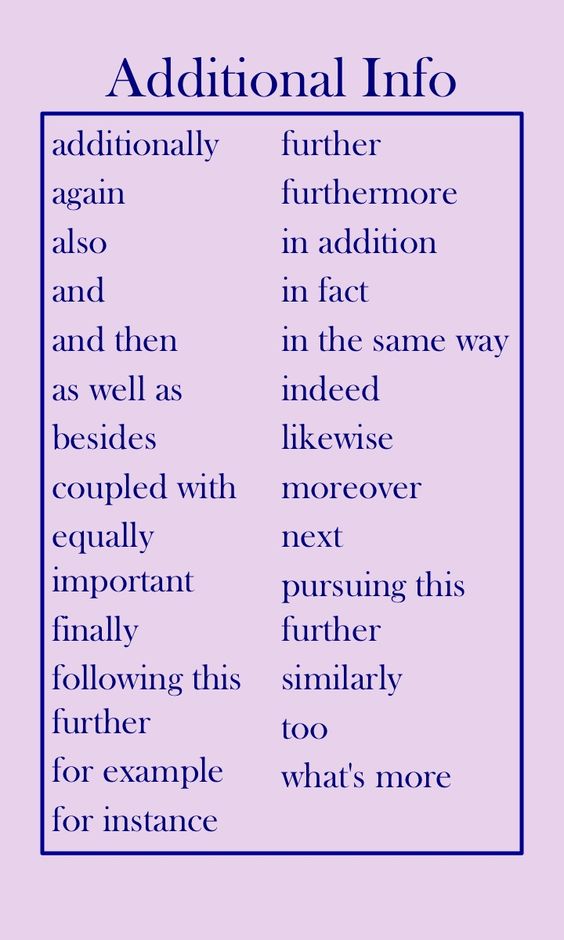 Additional Info
additionally
again
also
and
and then
as well as
besides
coupled with
equally
important
finally
following this
further
for example
for instance
further
furthermore
in addition
in fact
in the same way
indeed
likewise
moreover
next
pursuing this
further
similarly
too
what's more